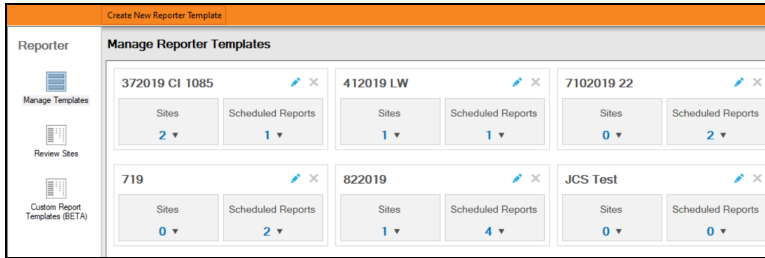 Create New Reporter Template
Reporter
Manage Reporter Templates
Manage Templates
Review Sites
Custom Report
Templates (BETA)
372019 CI 1085
Sites
Scheduled Reports
2
1
412019 LW
Sites
Scheduled Reports
1
1
7102019 22
Sites
Scheduled Reports
0
2
719
Sites
Scheduled Reports
0
2
822019
Sites
Scheduled Reports
1
4
JCS Test
Sites
Scheduled Reports
0
0